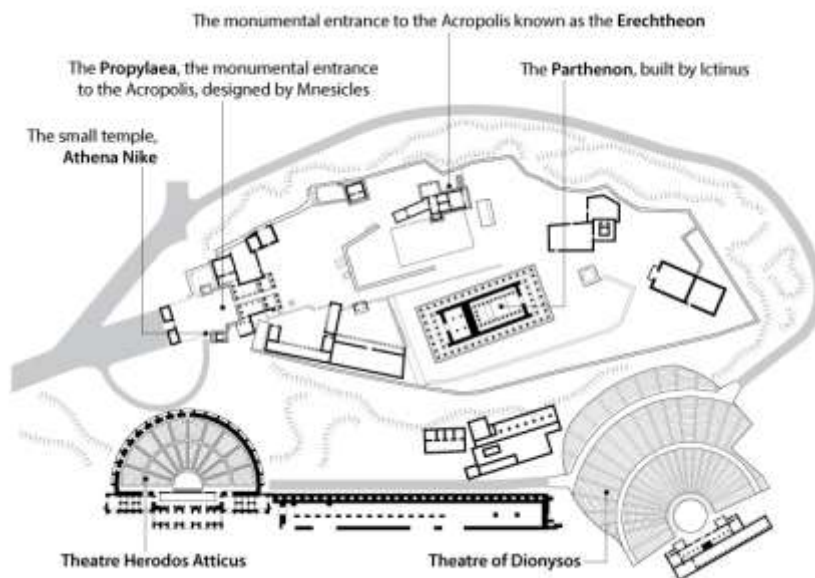 The monumental entrance to the Acropolis known as the Erechtheon
The Propylaea, the monumental entrance
to the Acropolis, designed by Mnesicles
The Parthenon, built by Ictinus
The small temple,
Athena Nike
Theatre Herodos Atticus
Theatre of Dionysos